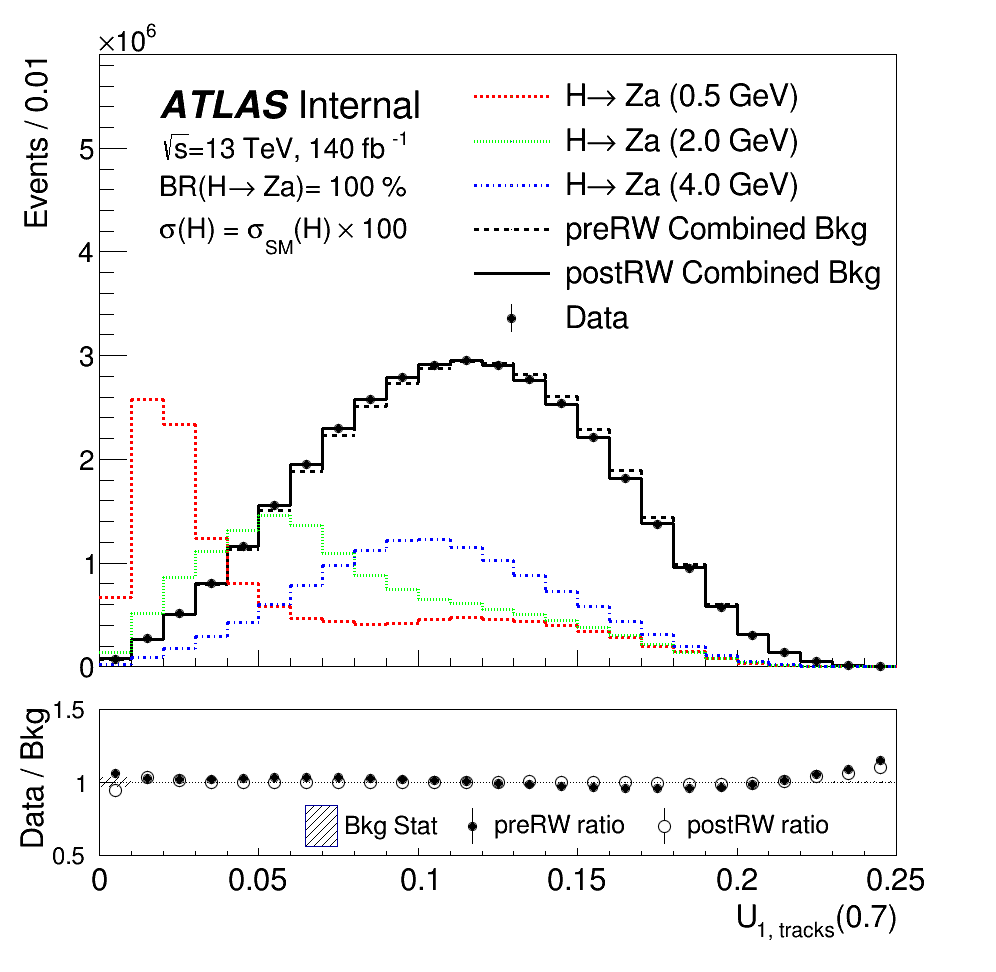 ×10⁶
Events / 0.01
5
4
3
2
1
0
ATLAS Internal
√s=13 TeV, 140 fb⁻¹
BR(H→ Za)= 100 %
σ(H) = σ_SM(H) × 100
H→ Za (0.5 GeV)
H→ Za (2.0 GeV)
H→ Za (4.0 GeV)
preRW Combined Bkg
postRW Combined Bkg
Data
Data / Bkg
1.5
1
0.5
Bkg Stat
preRW ratio
postRW ratio
0 0.05 0.1 0.15 0.2 0.25
U_1, tracks(0.7)